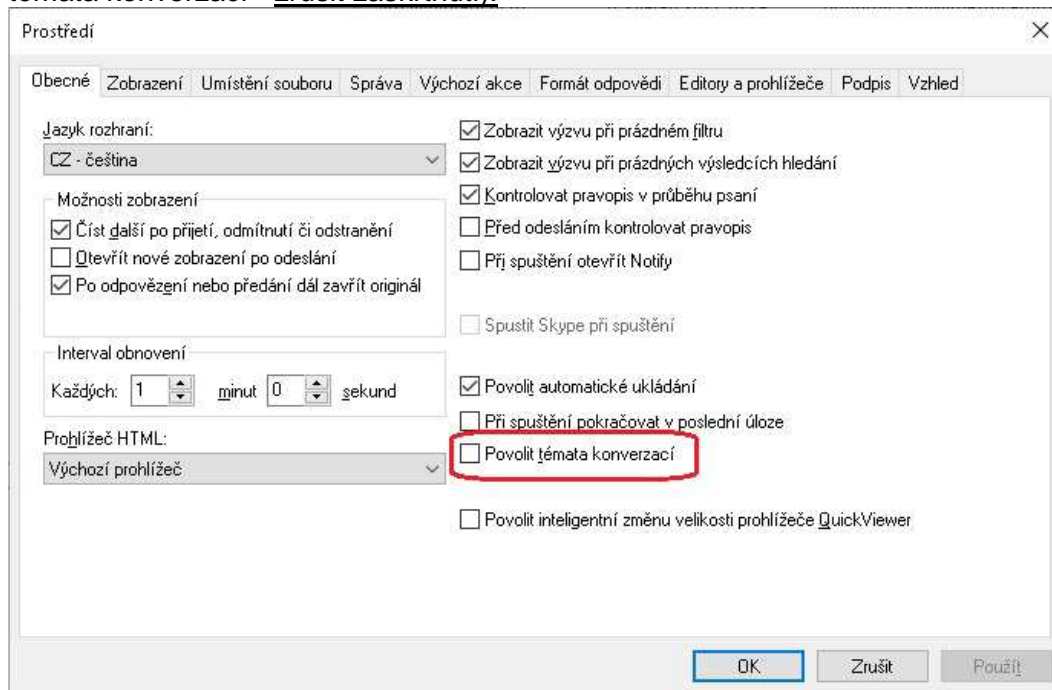 Prostředí
Obecné Zobrazení Umístění souboru Správa Výchozí akce Formát odpovědi Editory a prohlížeče Podpis Vzhled
Jazyk rozhraní:
CZ - čeština
Možnosti zobrazení
Číst další po přijetí, odmítnutí či odstranění
Otevřít nové zobrazení po odeslání
Po odpovězení nebo předání dál zavřít originál
Interval obnovení
Každých: 1 minut 0 sekund
Prohlížeč HTML:
Výchozí prohlížeč
Zobrazit výzvu při prázdném filtru
Zobrazit výzvu při prázdných výsledcích hledání
Kontrolovat pravopis v průběhu psaní
Před odesláním kontrolovat pravopis
Při spuštění otevřít Notify
Spustit Skype při spuštění
Povolit automatické ukládání
Při spuštění pokračovat v poslední úloze
Povolit témata konverzací
Povolit inteligentní změnu velikosti prohlížeče QuickViewer
OK Zrušit Použít